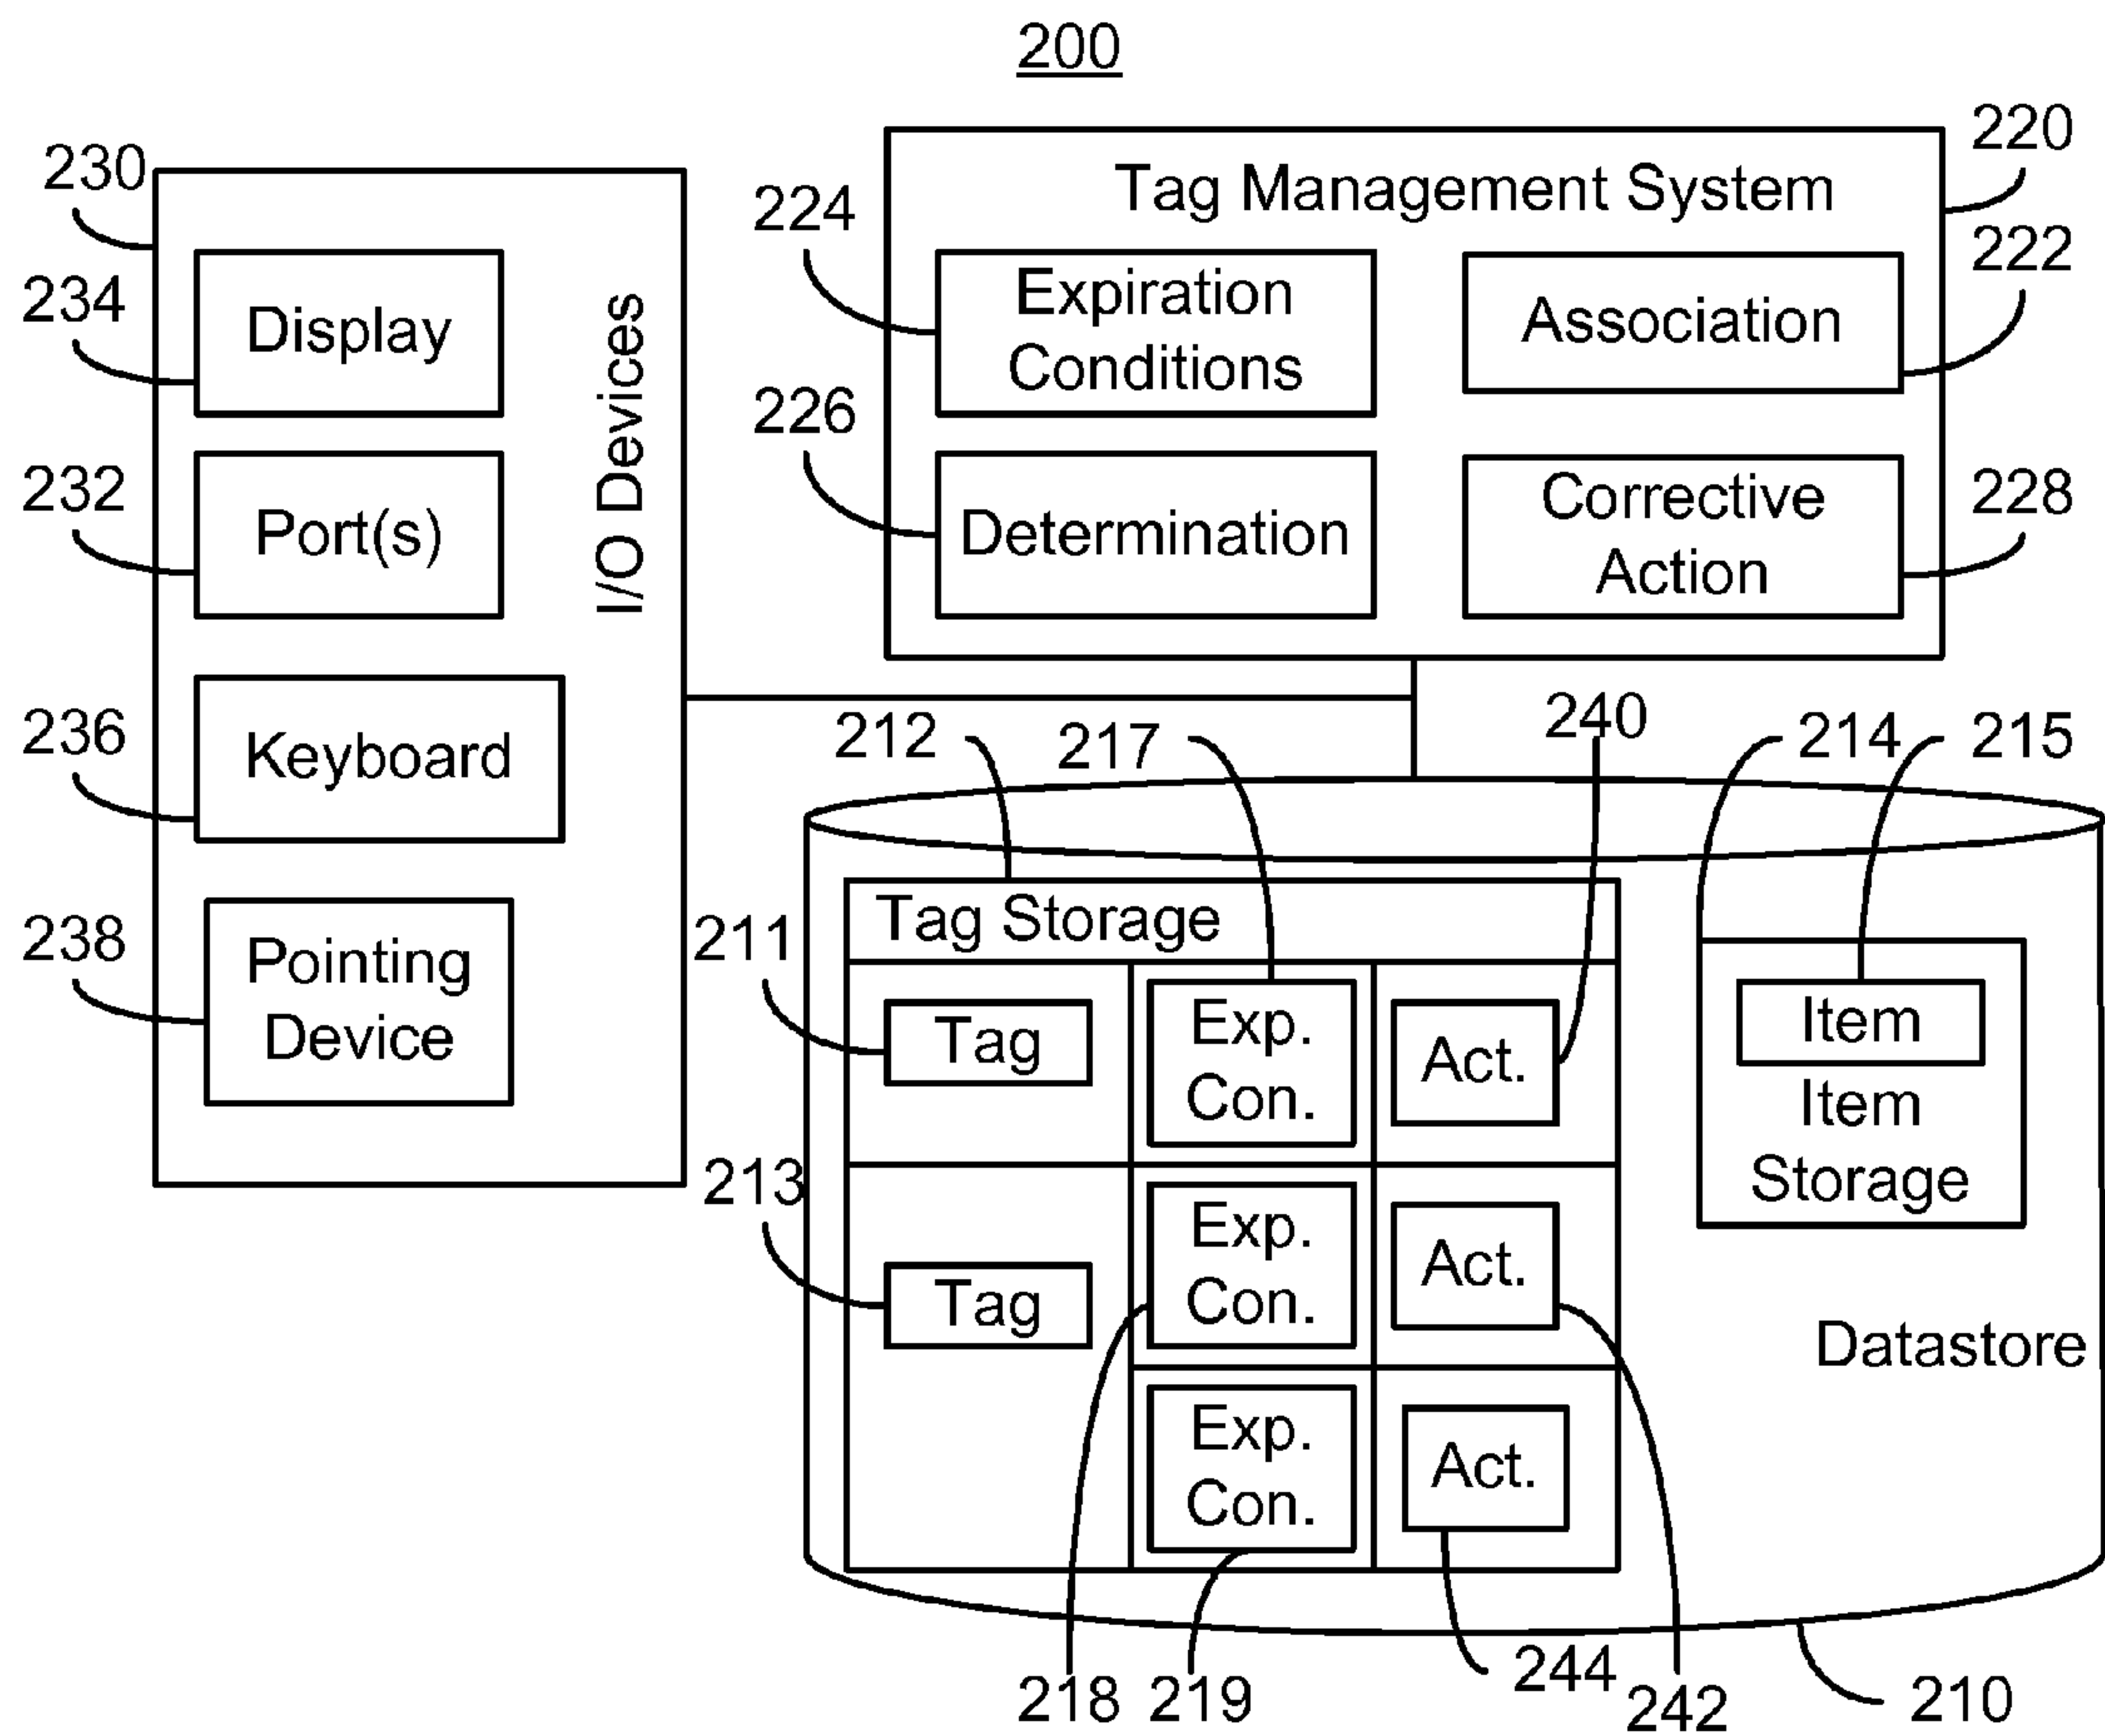 200
230
234
Display
232
Port(s)
236
Keyboard
238
Pointing
Device
I/O Devices
220
Tag Management System
224
Expiration
Conditions
222
Association
226
Determination
228
Corrective
Action
212
217
240
214
215
Tag Storage
211
Tag
Exp.
Con.
Act.
213
Tag
Exp.
Con.
Act.
Exp.
Con.
Act.
Item
Item
Storage
Datastore
218
219
244
242
210